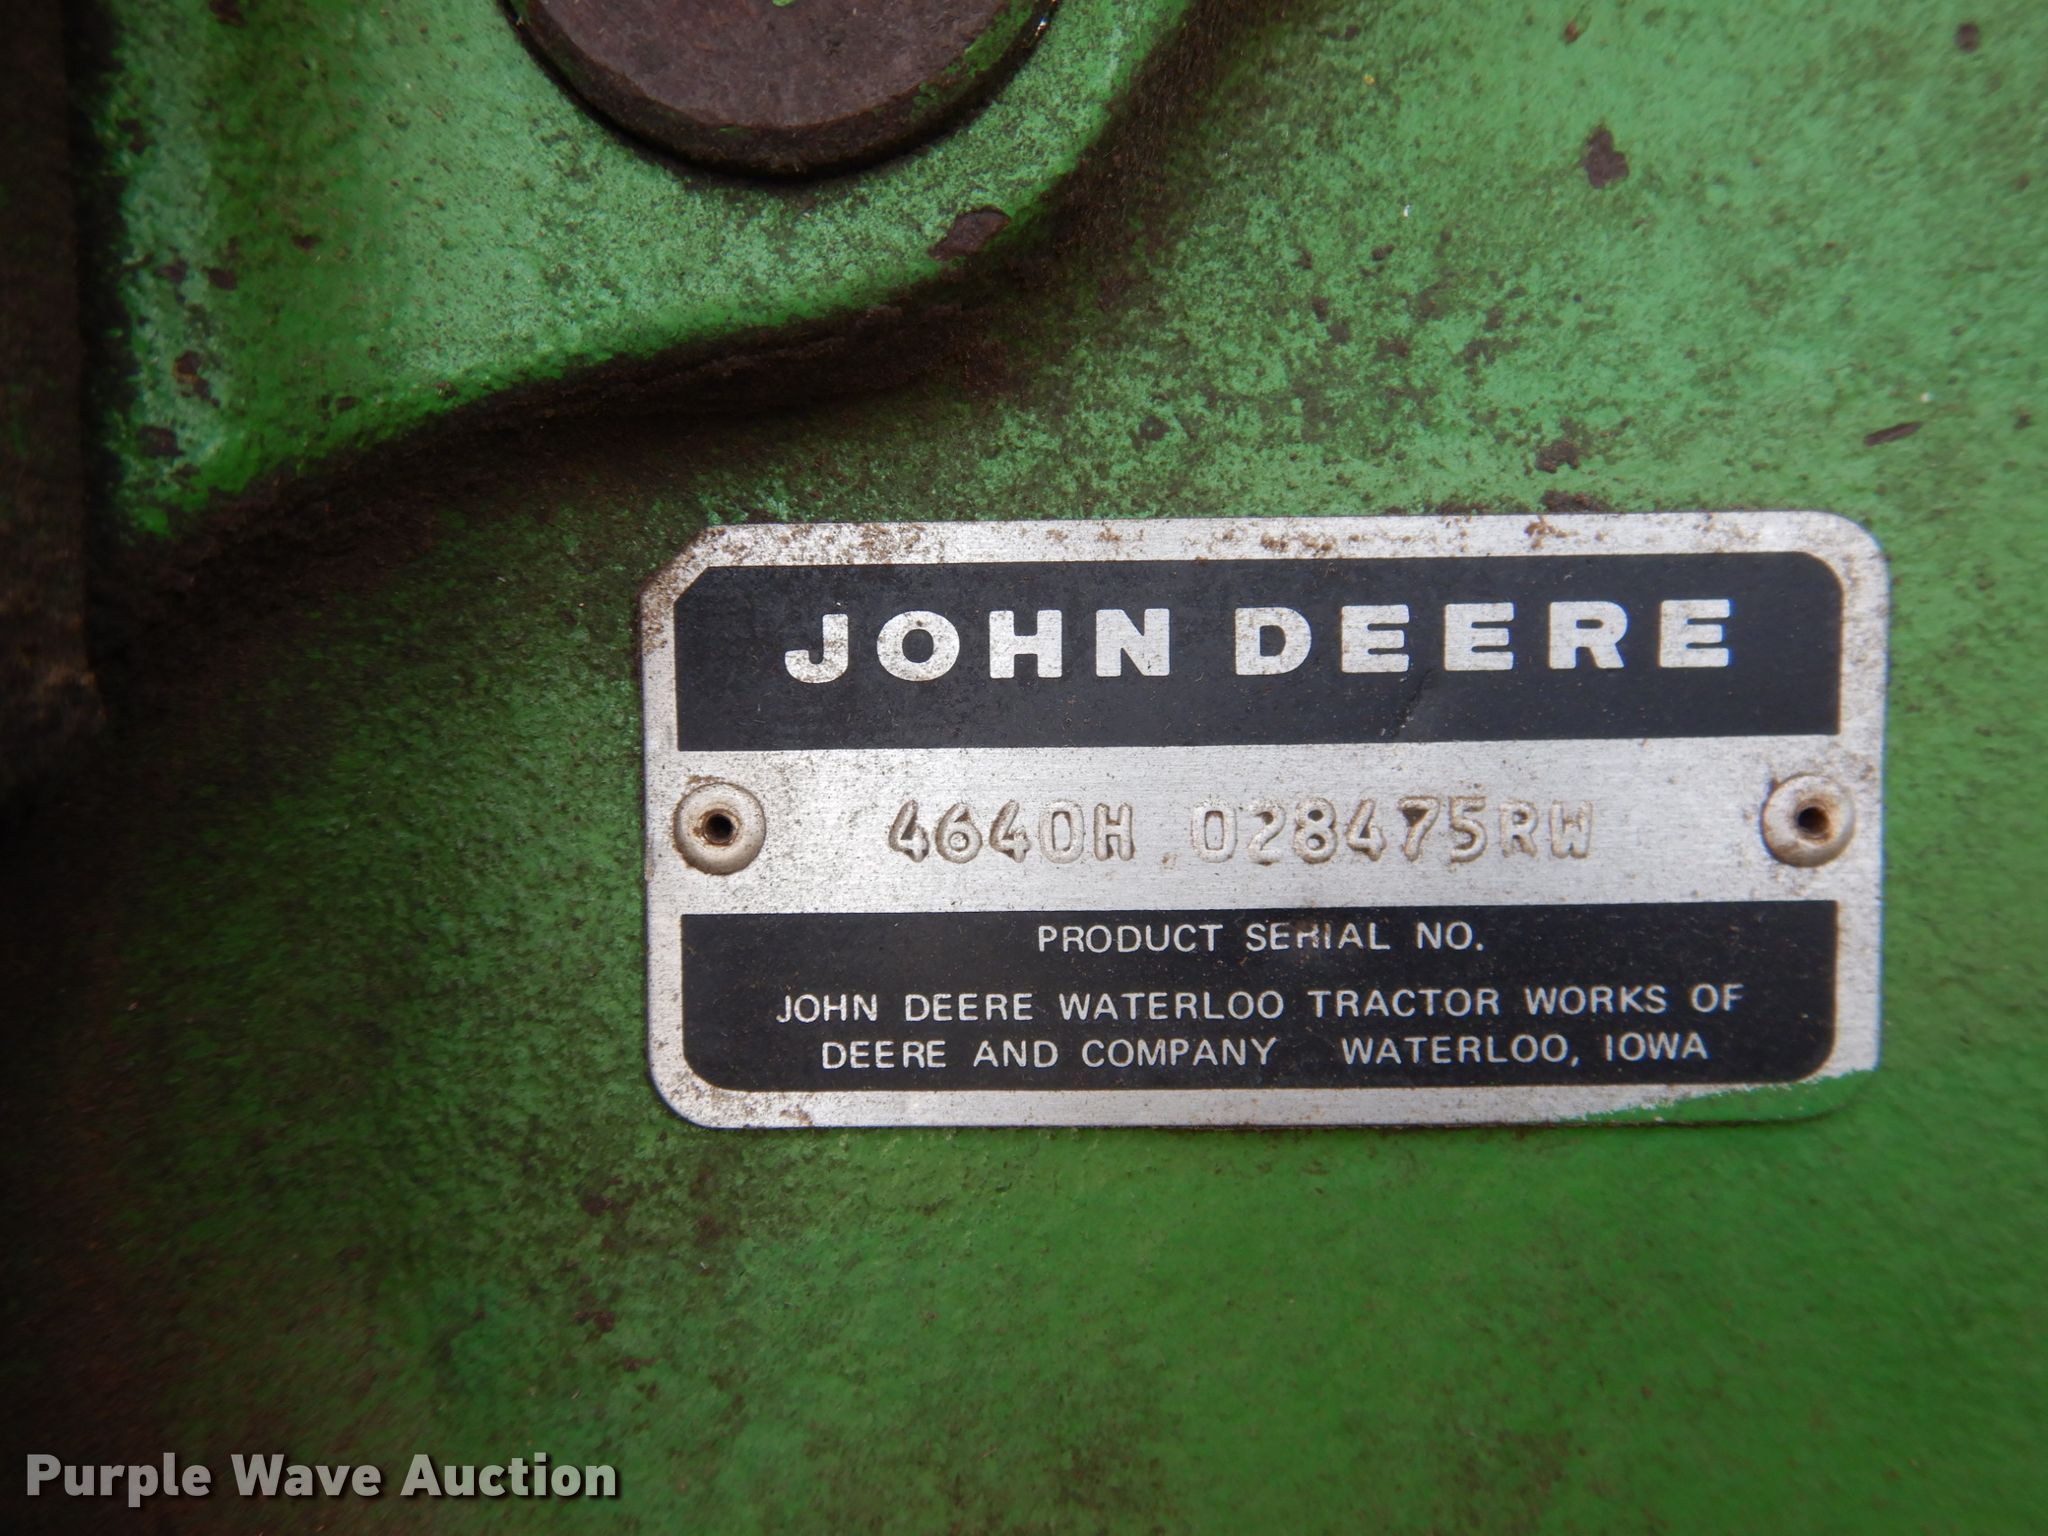 JOHN DEERE
4640H 028475RW
PRODUCT SERIAL NO.
JOHN DEERE WATERLOO TRACTOR WORKS OF
DEERE AND COMPANY WATERLOO, IOWA
Purple Wave Auction